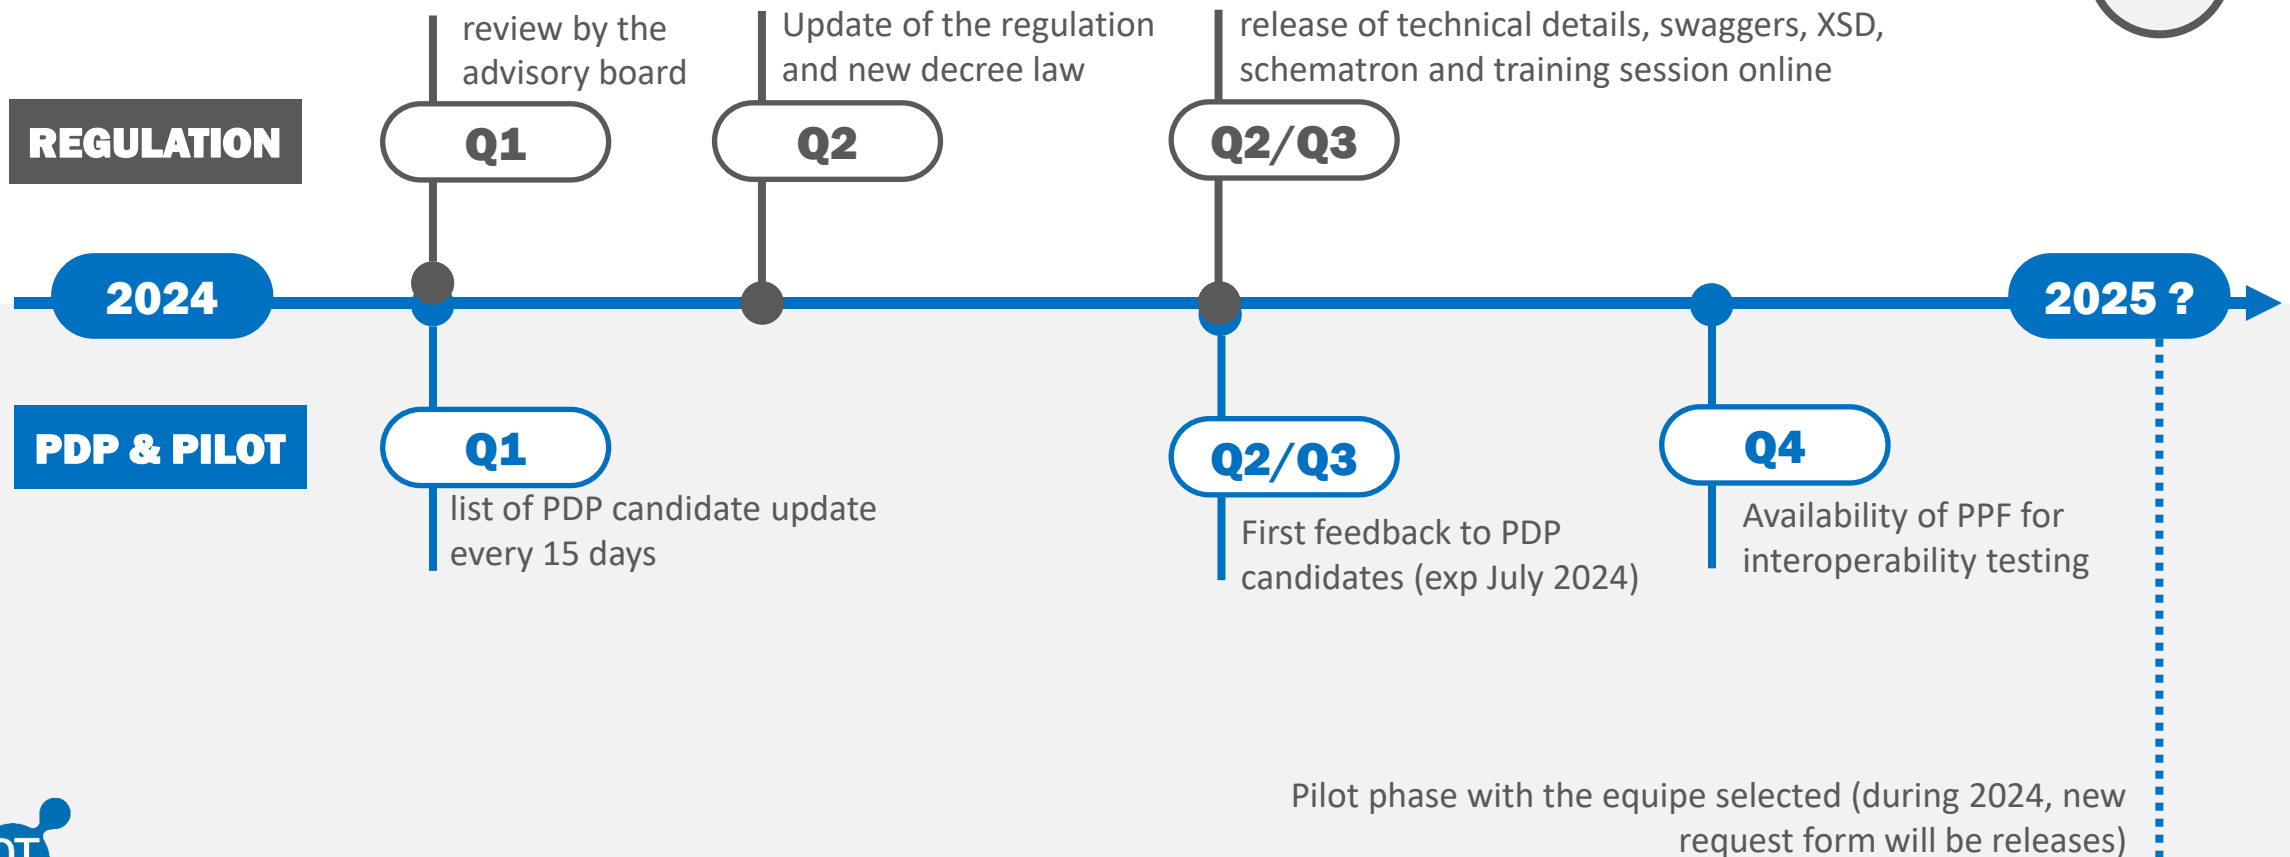 review by the
advisory board
Update of the regulation
and new decree law
release of technical details, swaggers, XSD,
schematron and training session online
REGULATION
Q1
Q2
Q2/Q3
2024
2025 ?
PDP & PILOT
Q1
list of PDP candidate update
every 15 days
Q2/Q3
First feedback to PDP
candidates (exp July 2024)
Q4
Availability of PPF for
interoperability testing
Pilot phase with the equipe selected (during 2024, new
request form will be releases)